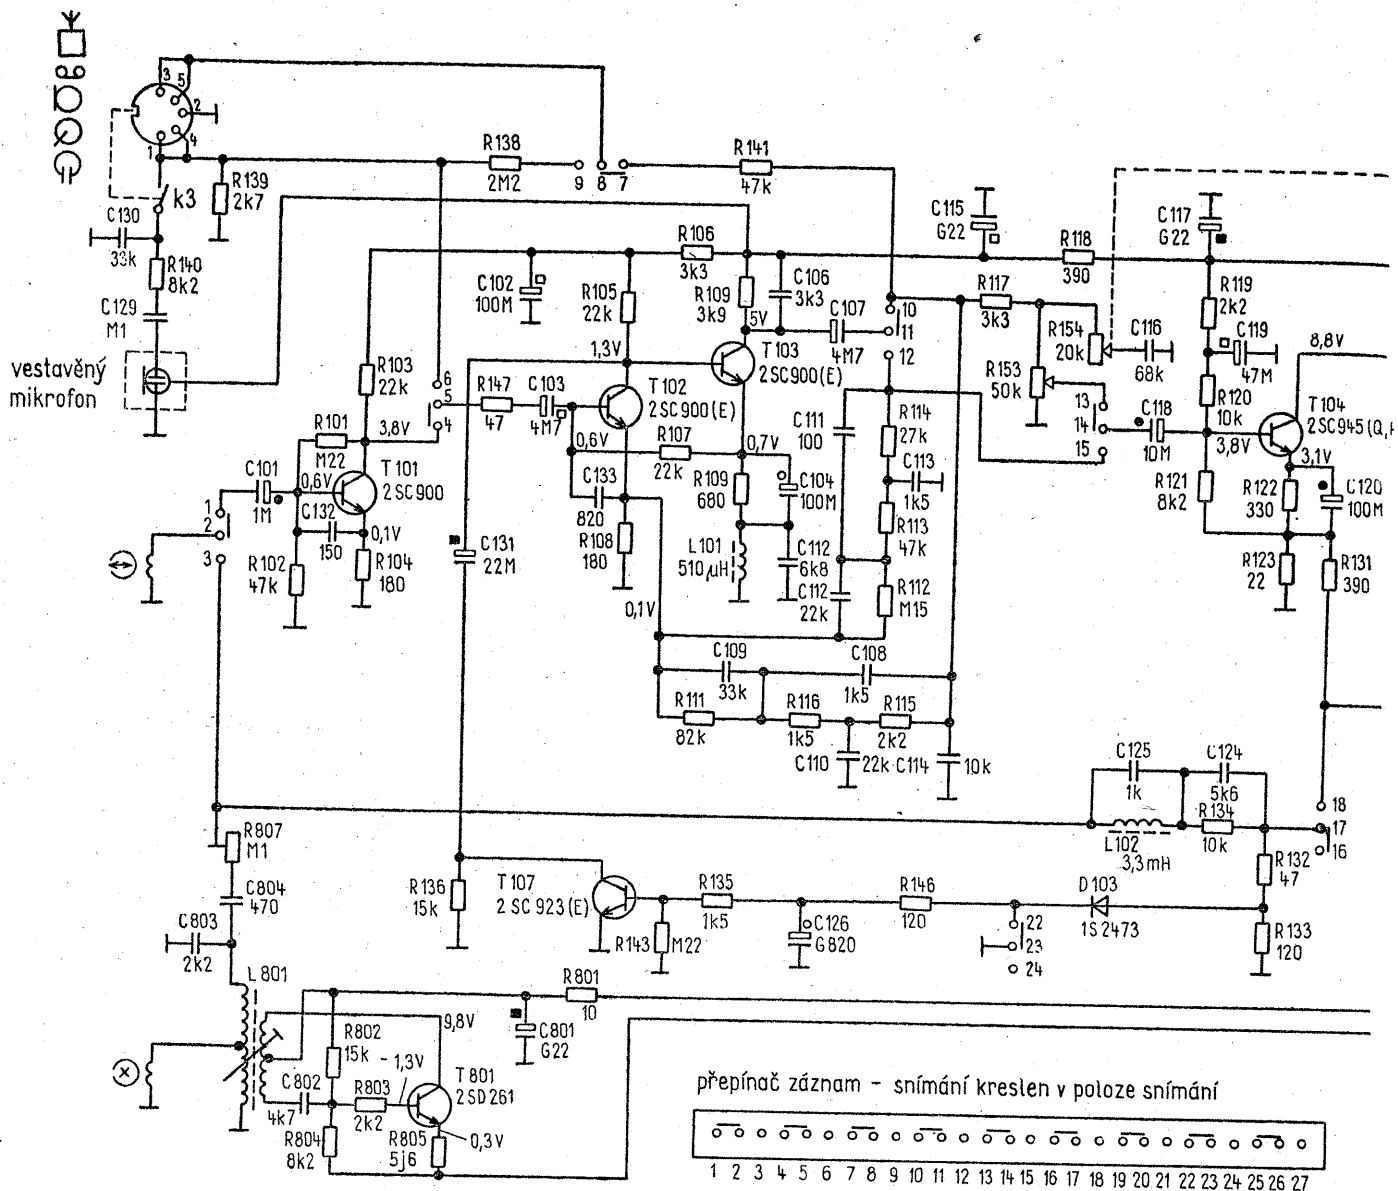 3 5
2
4
1
R138
2M2
9 8 7
R141
47k
k3
R139
2k7
C130
33k
R140
8k2
C129
M1
vestavěný
mikrofon
C115
G22
C117
G22
R118
390
R106
3k3
C102
100M
R105
22k
R109
3k9
C106
3k3
5V
C107
4M7
10
11
12
R117
3k3
R154
20k
C116
68k
R119
2k2
C119
47M
8,8V
R103
22k
1,3V
T103
2SC900(E)
R153
50k
6
5
4
R147
47
C103
4M7
T102
2SC900(E)
13
14
15
C118
10M
R120
10k
3,8V
T104
2SC945(Q,
3,1V
R101
M22
3,8V
0,6V
R107
22k
0,7V
C111
100
R114
27k
C101
1M
0,6V
T101
2SC900
C113
1k5
R121
8k2
R122
330
C120
100M
1
2
3
C132
150
0,1V
C133
820
R109
680
C104
100M
R113
47k
R102
47k
R104
180
C131
22M
R108
180
L101
510µH
C112
6k8
C112
22k
R112
M15
R123
22
R131
390
0,1V
C109
33k
C108
1k5
R111
82k
R116
1k5
R115
2k2
C110
22k
C114
10k
C125
1k
C124
5k6
18
17
16
L102
3,3mH
R134
10k
R807
M1
R132
47
C804
470
R136
15k
T107
2SC923(E)
R135
1k5
R146
120
D103
1S2473
C803
2k2
R143
M22
C126
G820
22
23
24
R133
120
L801
R801
10
C801
G22
R802
15k
9,8V
-1,3V
T801
2SD261
C802
4k7
R803
2k2
R804
8k2
R805
5j6
0,3V
přepínač záznam – snímání kreslen v poloze snímání
1 2 3 4 5 6 7 8 9 10 11 12 13 14 15 16 17 18 19 20 21 22 23 24 25 26 27